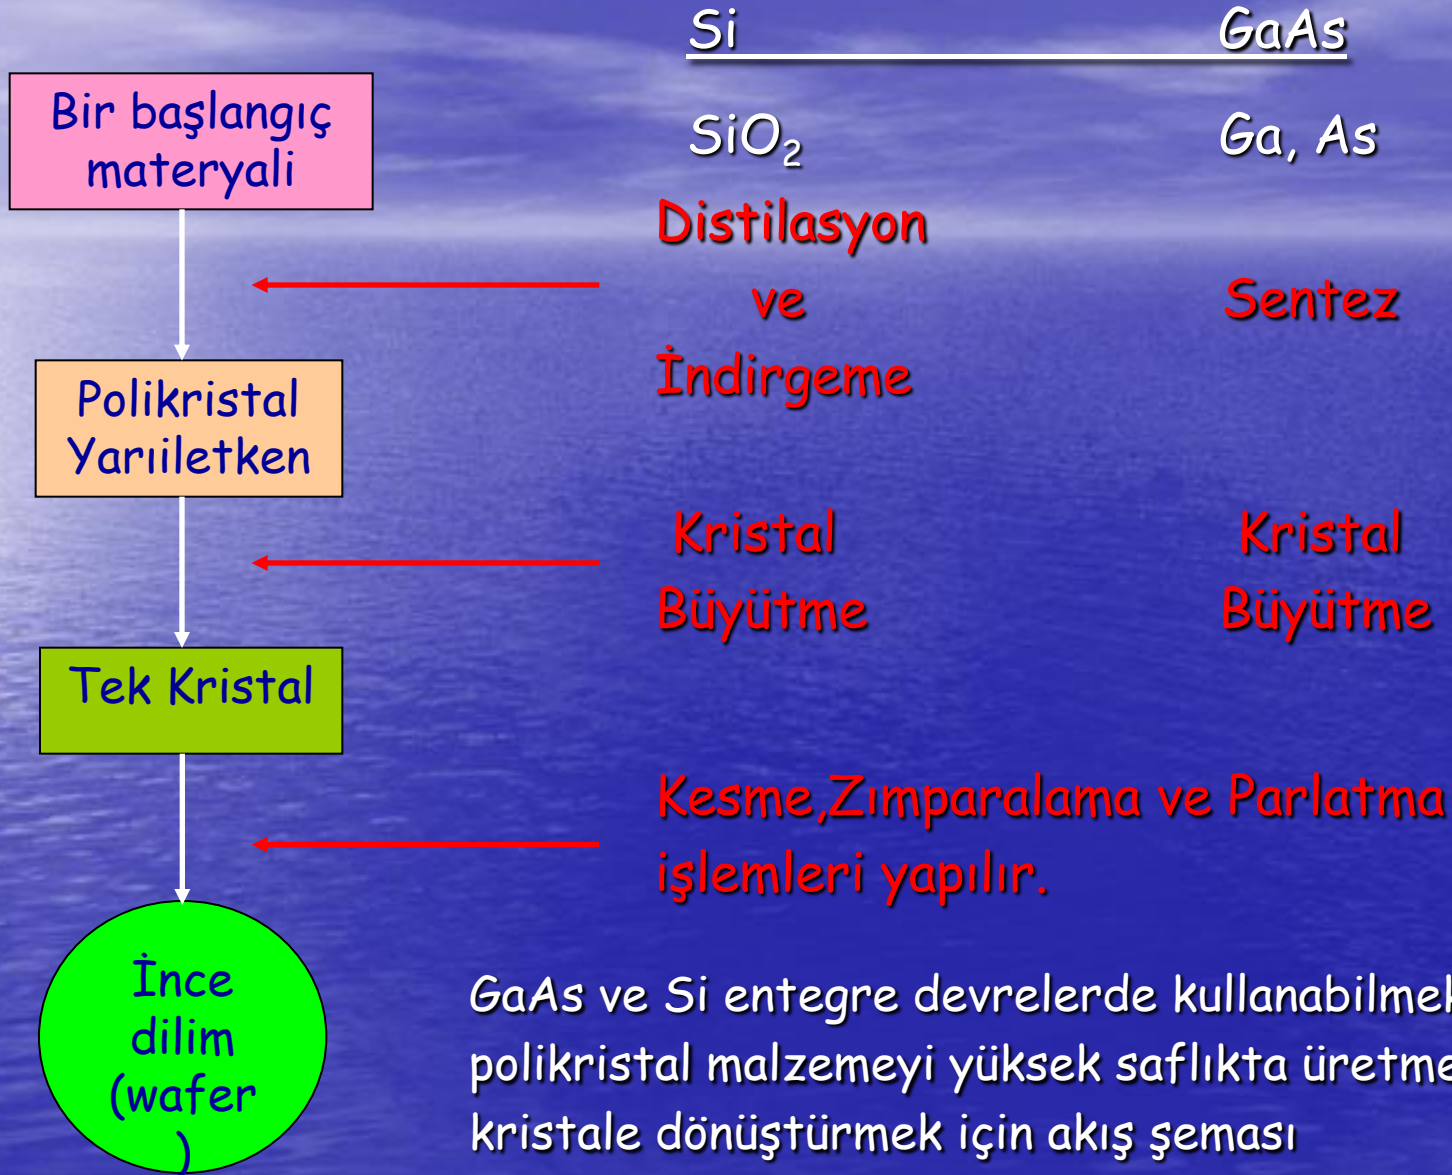 Si GaAs
Bir başlangıç
materyali
SiO₂ Ga, As
Distilasyon
ve Sentez
İndirgeme
Polikristal
Yarıiletken
Kristal Kristal
Büyütme Büyütme
Tek Kristal
Kesme,Zımparalama ve Parlatma
işlemleri yapılır.
İnce
dilim
(wafer
)
GaAs ve Si entegre devrelerde kullanabilmek
polikristal malzemeyi yüksek saflıkta üretme
kristale dönüştürmek için akış şeması